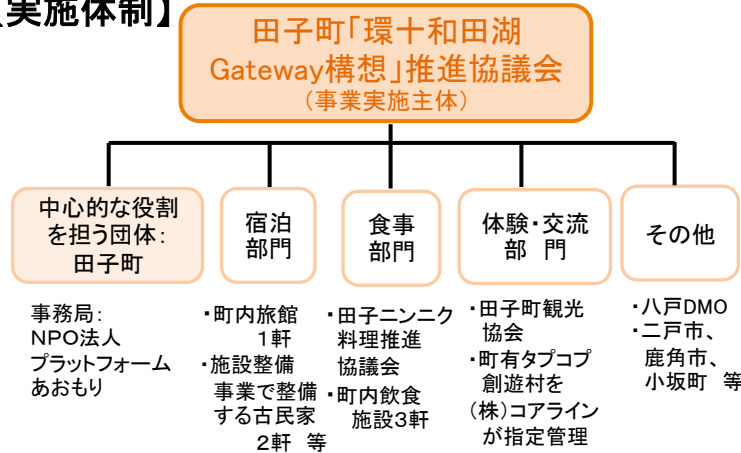 実施体制】
田子町「環十和田湖
Gateway構想」推進協議会
（事業実施主体）
中心的な役割
を担う団体：
田子町
事務局：
NPO法人
プラットフォーム
あおもり
宿泊
部門
・町内旅館
1軒
・施設整備
事業で整備
する古民家
2軒 等
食事
部門
・田子ニンニク
料理推進
協議会
・町内飲食
施設3軒
体験・交流
部 門
・田子町観光
協会
・町有タプコプ
創遊村を
（株）コアライン
が指定管理
その他
・八戸DMO
・二戸市、
鹿角市、
小坂町 等